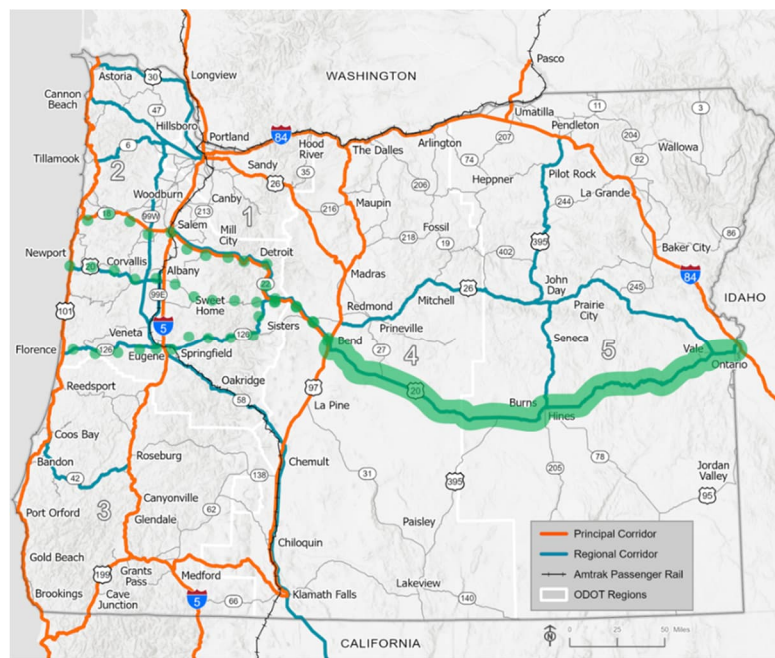 Longview
Pasco
WASHINGTON
Astoria
30
Cannon
Beach
47
Hillsboro
Portland
84
Hood
River
The Dalles
Arlington
Umatilla
11
3
Pendleton
207
204
Wallowa
82
Tillamook
6
2
Sandy
26
35
74
Heppner
Pilot Rock
La Grande
244
Woodburn
Canby
99W
213
1
216
Maupin
206
Salem
Mill
City
18
Fossil
218
19
402
395
86
Baker City
Newport
20
Corvallis
Albany
Detroit
22
Madras
84
IDAHO
101
99E
5
Sweet
Home
Redmond
Mitchell
26
John
Day
245
Prairie
City
Veneta
126
Sisters
Prineville
Florence
126
Eugene
Springfield
Bend
27
4
Seneca
5
Vale
Ontario
Reedsport
Oakridge
58
97
La Pine
20
Burns
Hines
Coos Bay
Bandon
42
Roseburg
138
Chemult
31
395
205
78
Jordan
Valley
95
Port Orford
3
Canyonville
62
Glendale
Paisley
Gold Beach
Chiloquin
199
Grants
Pass
Medford
Lakeview
Brookings
Cave
Junction
5
66
Klamath Falls
140
CALIFORNIA
Principal Corridor
Regional Corridor
Amtrak Passenger Rail
ODOT Regions
N
0 25 50 Miles